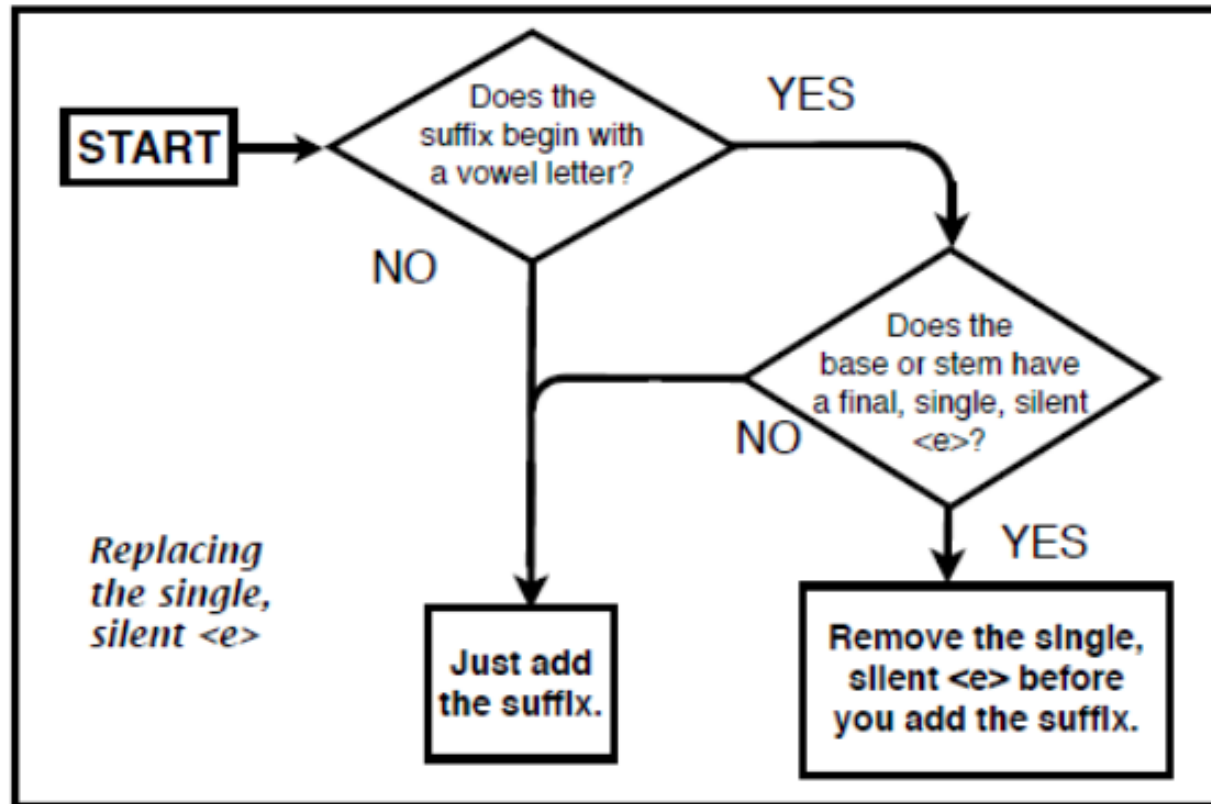 START
Does the
suffix begin with
a vowel letter?
YES
NO
Does the
base or stem have
a final, single, silent
<e>?
NO
YES
Replacing
the single,
silent <e>
Just add
the suffix.
Remove the single,
silent <e> before
you add the suffix.